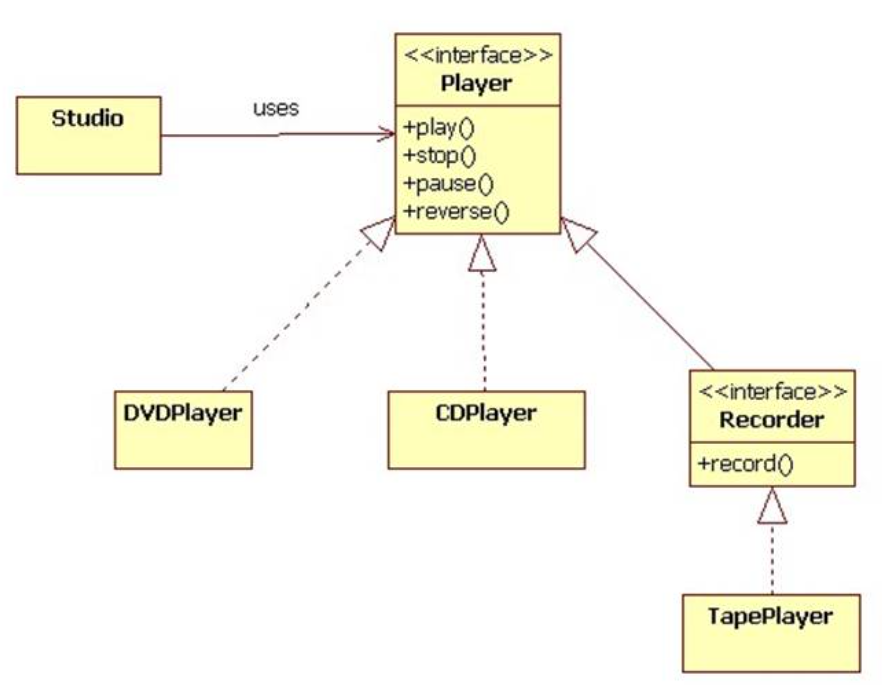 <<interface>>
Player
+play()
+stop()
+pause()
+reverse()
Studio
uses
DVDPlayer
CDPlayer
<<interface>>
Recorder
+record()
TapePlayer